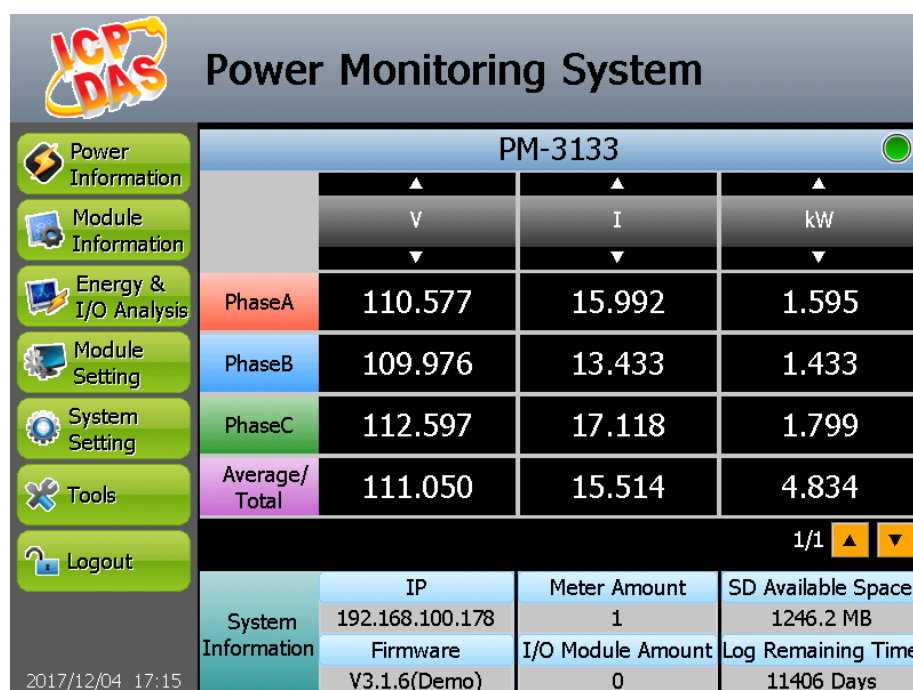 ICP
DAS
Power Monitoring System
Power
Information
Module
Information
Energy &
I/O Analysis
Module
Setting
System
Setting
Tools
Logout
2017/12/04 17:15
PM-3133
V I kW
PhaseA 110.577 15.992 1.595
PhaseB 109.976 13.433 1.433
PhaseC 112.597 17.118 1.799
Average/
Total 111.050 15.514 4.834
1/1
System
Information
IP Meter Amount SD Available Space
192.168.100.178 1 1246.2 MB
Firmware I/O Module Amount Log Remaining Time
V3.1.6(Demo) 0 11406 Days